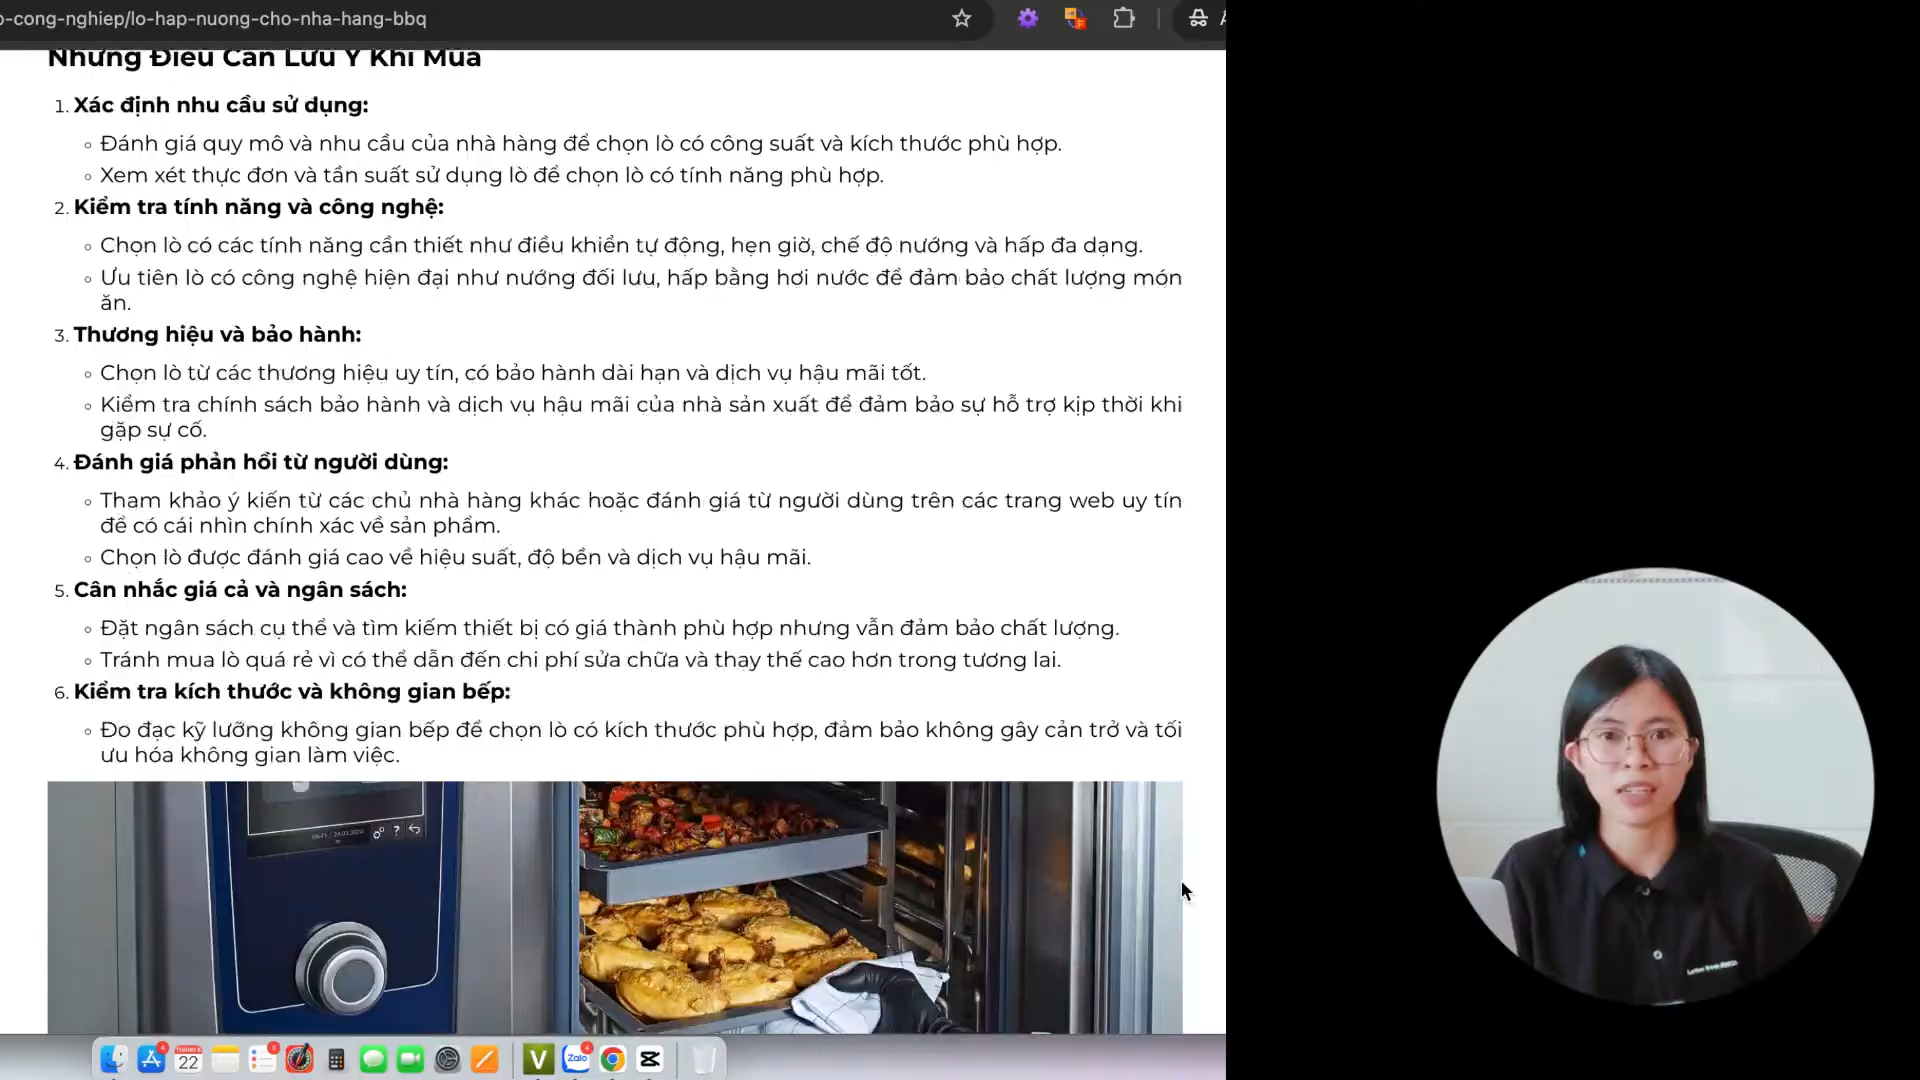 o-cong-nghiep/lo-hap-nuong-cho-nha-hang-bbq
Những Điều Cần Lưu Ý Khi Mua
1. Xác định nhu cầu sử dụng:
Đánh giá quy mô và nhu cầu của nhà hàng để chọn lò có công suất và kích thước phù hợp.
Xem xét thực đơn và tần suất sử dụng lò để chọn lò có tính năng phù hợp.
2. Kiểm tra tính năng và công nghệ:
Chọn lò có các tính năng cần thiết như điều khiển tự động, hẹn giờ, chế độ nướng và hấp đa dạng.
Ưu tiên lò có công nghệ hiện đại như nướng đối lưu, hấp bằng hơi nước để đảm bảo chất lượng món
ăn.
3. Thương hiệu và bảo hành:
Chọn lò từ các thương hiệu uy tín, có bảo hành dài hạn và dịch vụ hậu mãi tốt.
Kiểm tra chính sách bảo hành và dịch vụ hậu mãi của nhà sản xuất để đảm bảo sự hỗ trợ kịp thời khi
gặp sự cố.
4. Đánh giá phản hồi từ người dùng:
Tham khảo ý kiến từ các chủ nhà hàng khác hoặc đánh giá từ người dùng trên các trang web uy tín
để có cái nhìn chính xác về sản phẩm.
Chọn lò được đánh giá cao về hiệu suất, độ bền và dịch vụ hậu mãi.
5. Cân nhắc giá cả và ngân sách:
Đặt ngân sách cụ thể và tìm kiếm thiết bị có giá thành phù hợp nhưng vẫn đảm bảo chất lượng.
Tránh mua lò quá rẻ vì có thể dẫn đến chi phí sửa chữa và thay thế cao hơn trong tương lai.
6. Kiểm tra kích thước và không gian bếp:
Đo đạc kỹ lưỡng không gian bếp để chọn lò có kích thước phù hợp, đảm bảo không gây cản trở và tối
ưu hóa không gian làm việc.
22
V
Zalo